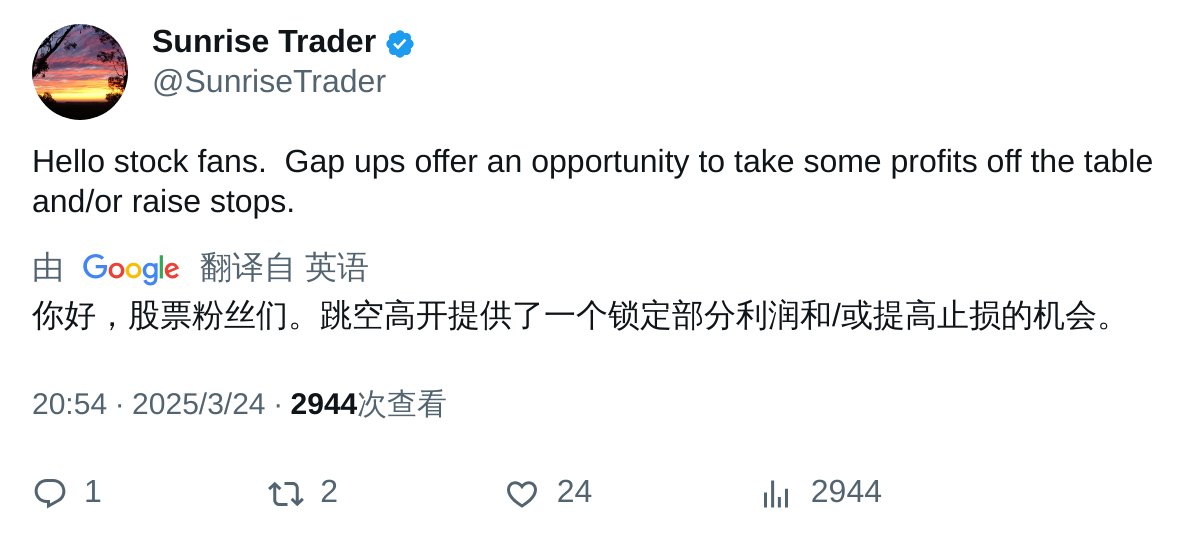 Sunrise Trader
@SunriseTrader
Hello stock fans.  Gap ups offer an opportunity to take some profits off the table
and/or raise stops.
由 Google 翻译自 英语
你好，股票粉丝们。跳空高开提供了一个锁定部分利润和/或提高止损的机会。
20:54 · 2025/3/24 · 2944次查看
1 2 24 2944